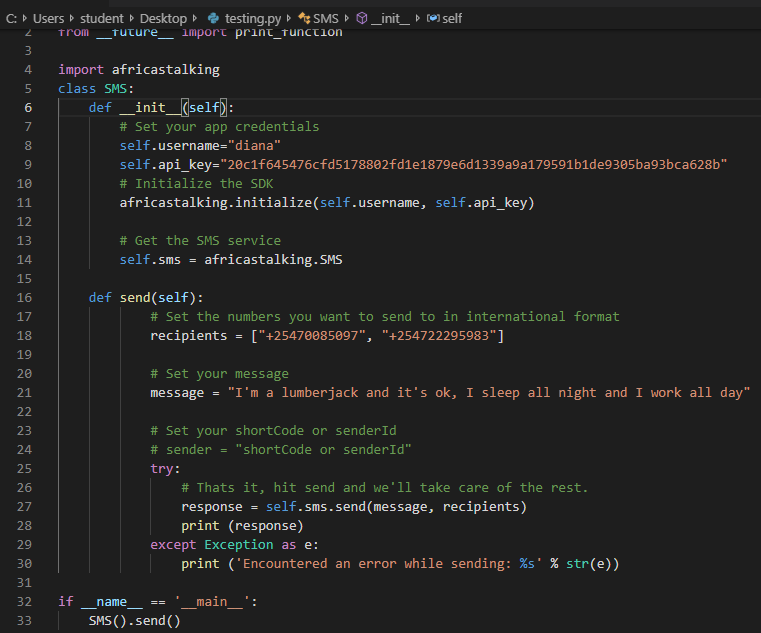 C: > Users > student > Desktop > testing.py > SMS > __init__ > self
2 from __future__ import print_function
3
4 import africastalking
5 class SMS:
6     def __init__(self):
7         # Set your app credentials
8         self.username="diana"
9         self.api_key="20c1f645476cfd5178802fd1e1879e6d1339a9a179591b1de9305ba93bca628b"
10         # Initialize the SDK
11         africastalking.initialize(self.username, self.api_key)
12
13         # Get the SMS service
14         self.sms = africastalking.SMS
15
16     def send(self):
17             # Set the numbers you want to send to in international format
18             recipients = ["+25470085097", "+254722295983"]
19
20             # Set your message
21             message = "I'm a lumberjack and it's ok, I sleep all night and I work all day"
22
23             # Set your shortCode or senderId
24             # sender = "shortCode or senderId"
25             try:
26                 # Thats it, hit send and we'll take care of the rest.
27                 response = self.sms.send(message, recipients)
28                 print (response)
29             except Exception as e:
30                 print ('Encountered an error while sending: %s' % str(e))
31
32 if __name__ == '__main__':
33     SMS().send()